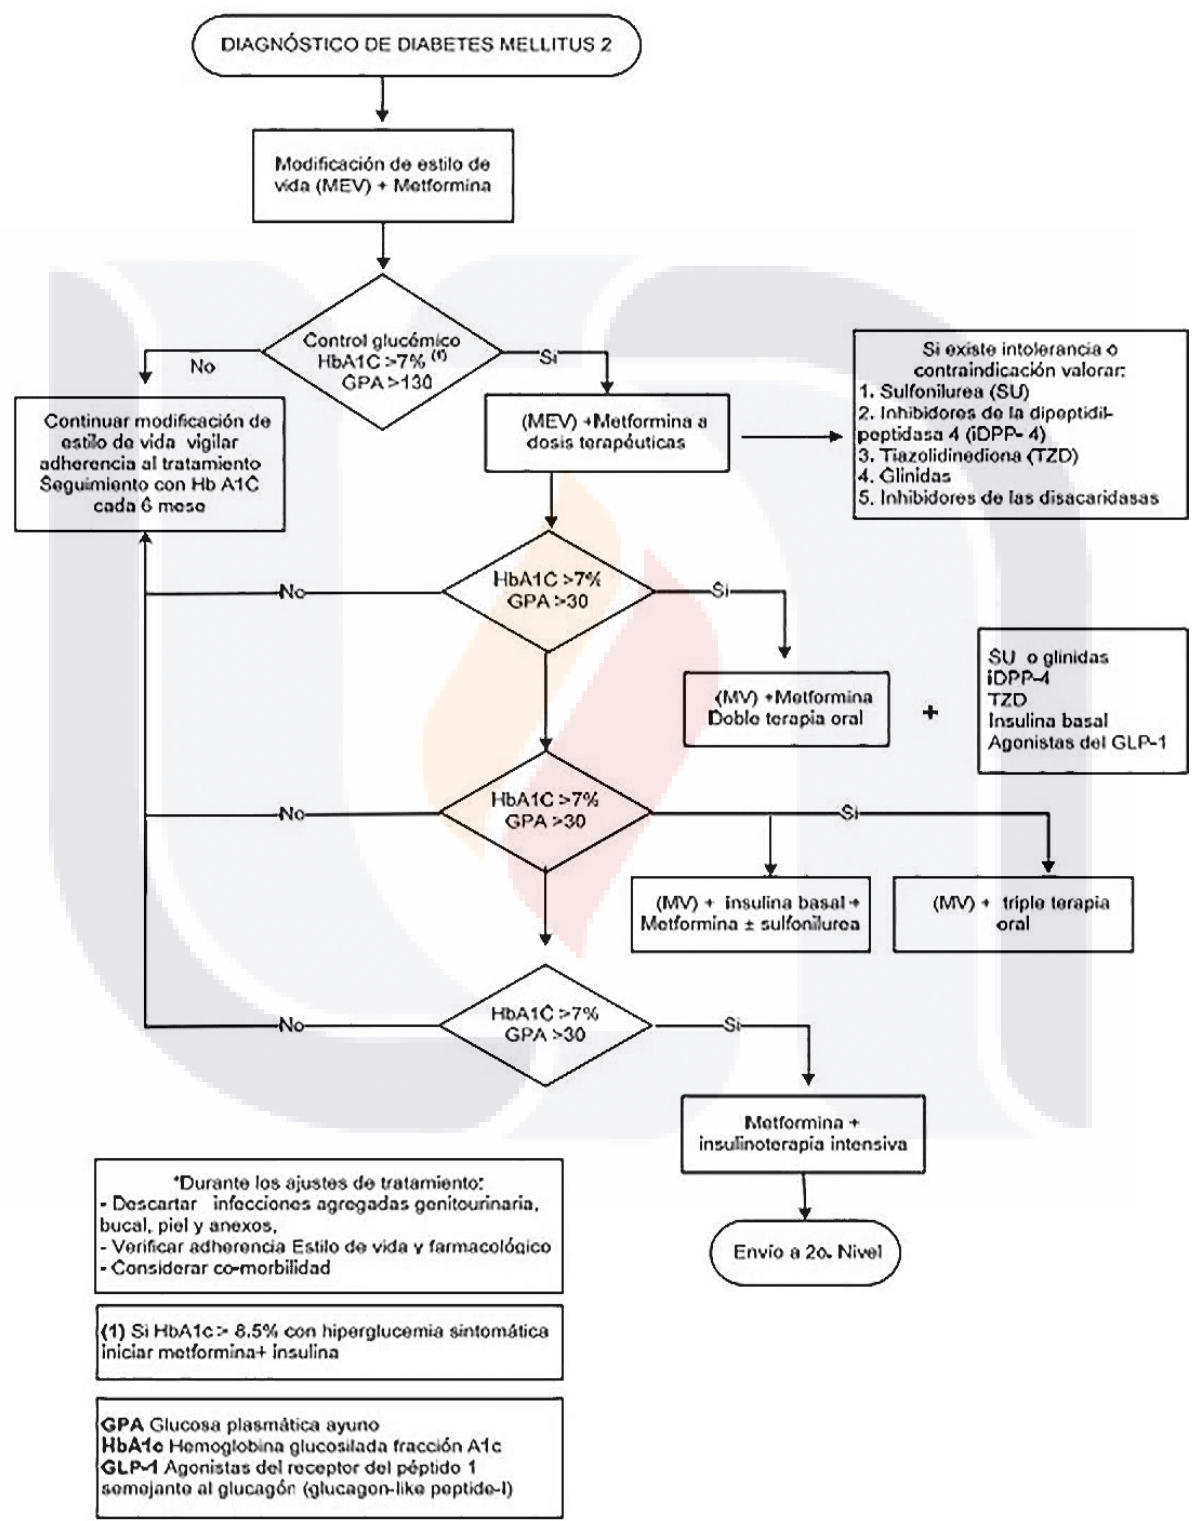 DIAGNÓSTICO DE DIABETES MELLITUS 2
Modificación de estilo de
vida (MEV) + Metformina
Control glucémico
HbA1C >7% (1)
GPA >130
No
Si
Continuar modificación de
estilo de vida vigilar
adherencia al tratamiento
Seguimiento con Hb A1C
cada 6 mese
(MEV) +Metformina a
dosis terapéuticas
Si existe intolerancia o
contraindicación valorar:
1. Sulfonilurea (SU)
2. Inhibidores de la dipeptidil-
peptidasa 4 (iDPP- 4)
3. Tiazolidinediona (TZD)
4. Glinidas
5. Inhibidores de las disacaridasas
HbA1C >7%
GPA >30
No
Si
(MV) +Metformina
Doble terapia oral
+
SU o glinidas
iDPP-4
TZD
Insulina basal
Agonistas del GLP-1
HbA1C >7%
GPA >30
No
Si
(MV) + insulina basal +
Metformina ± sulfonilurea
(MV) + triple terapia
oral
HbA1C >7%
GPA >30
No
Si
Metformina +
insulinoterapia intensiva
Envío a 2o. Nivel
*Durante los ajustes de tratamiento:
- Descartar infecciones agregadas genitourinaria,
bucal, piel y anexos,
- Verificar adherencia Estilo de vida y farmacológico
- Considerar co-morbilidad
(1) Si HbA1c > 8.5% con hiperglucemia sintomática
iniciar metformina+ insulina
GPA Glucosa plasmática ayuno
HbA1c Hemoglobina glucosilada fracción A1c
GLP-1 Agonistas del receptor del péptido 1
semejante al glucagón (glucagon-like peptide-I)